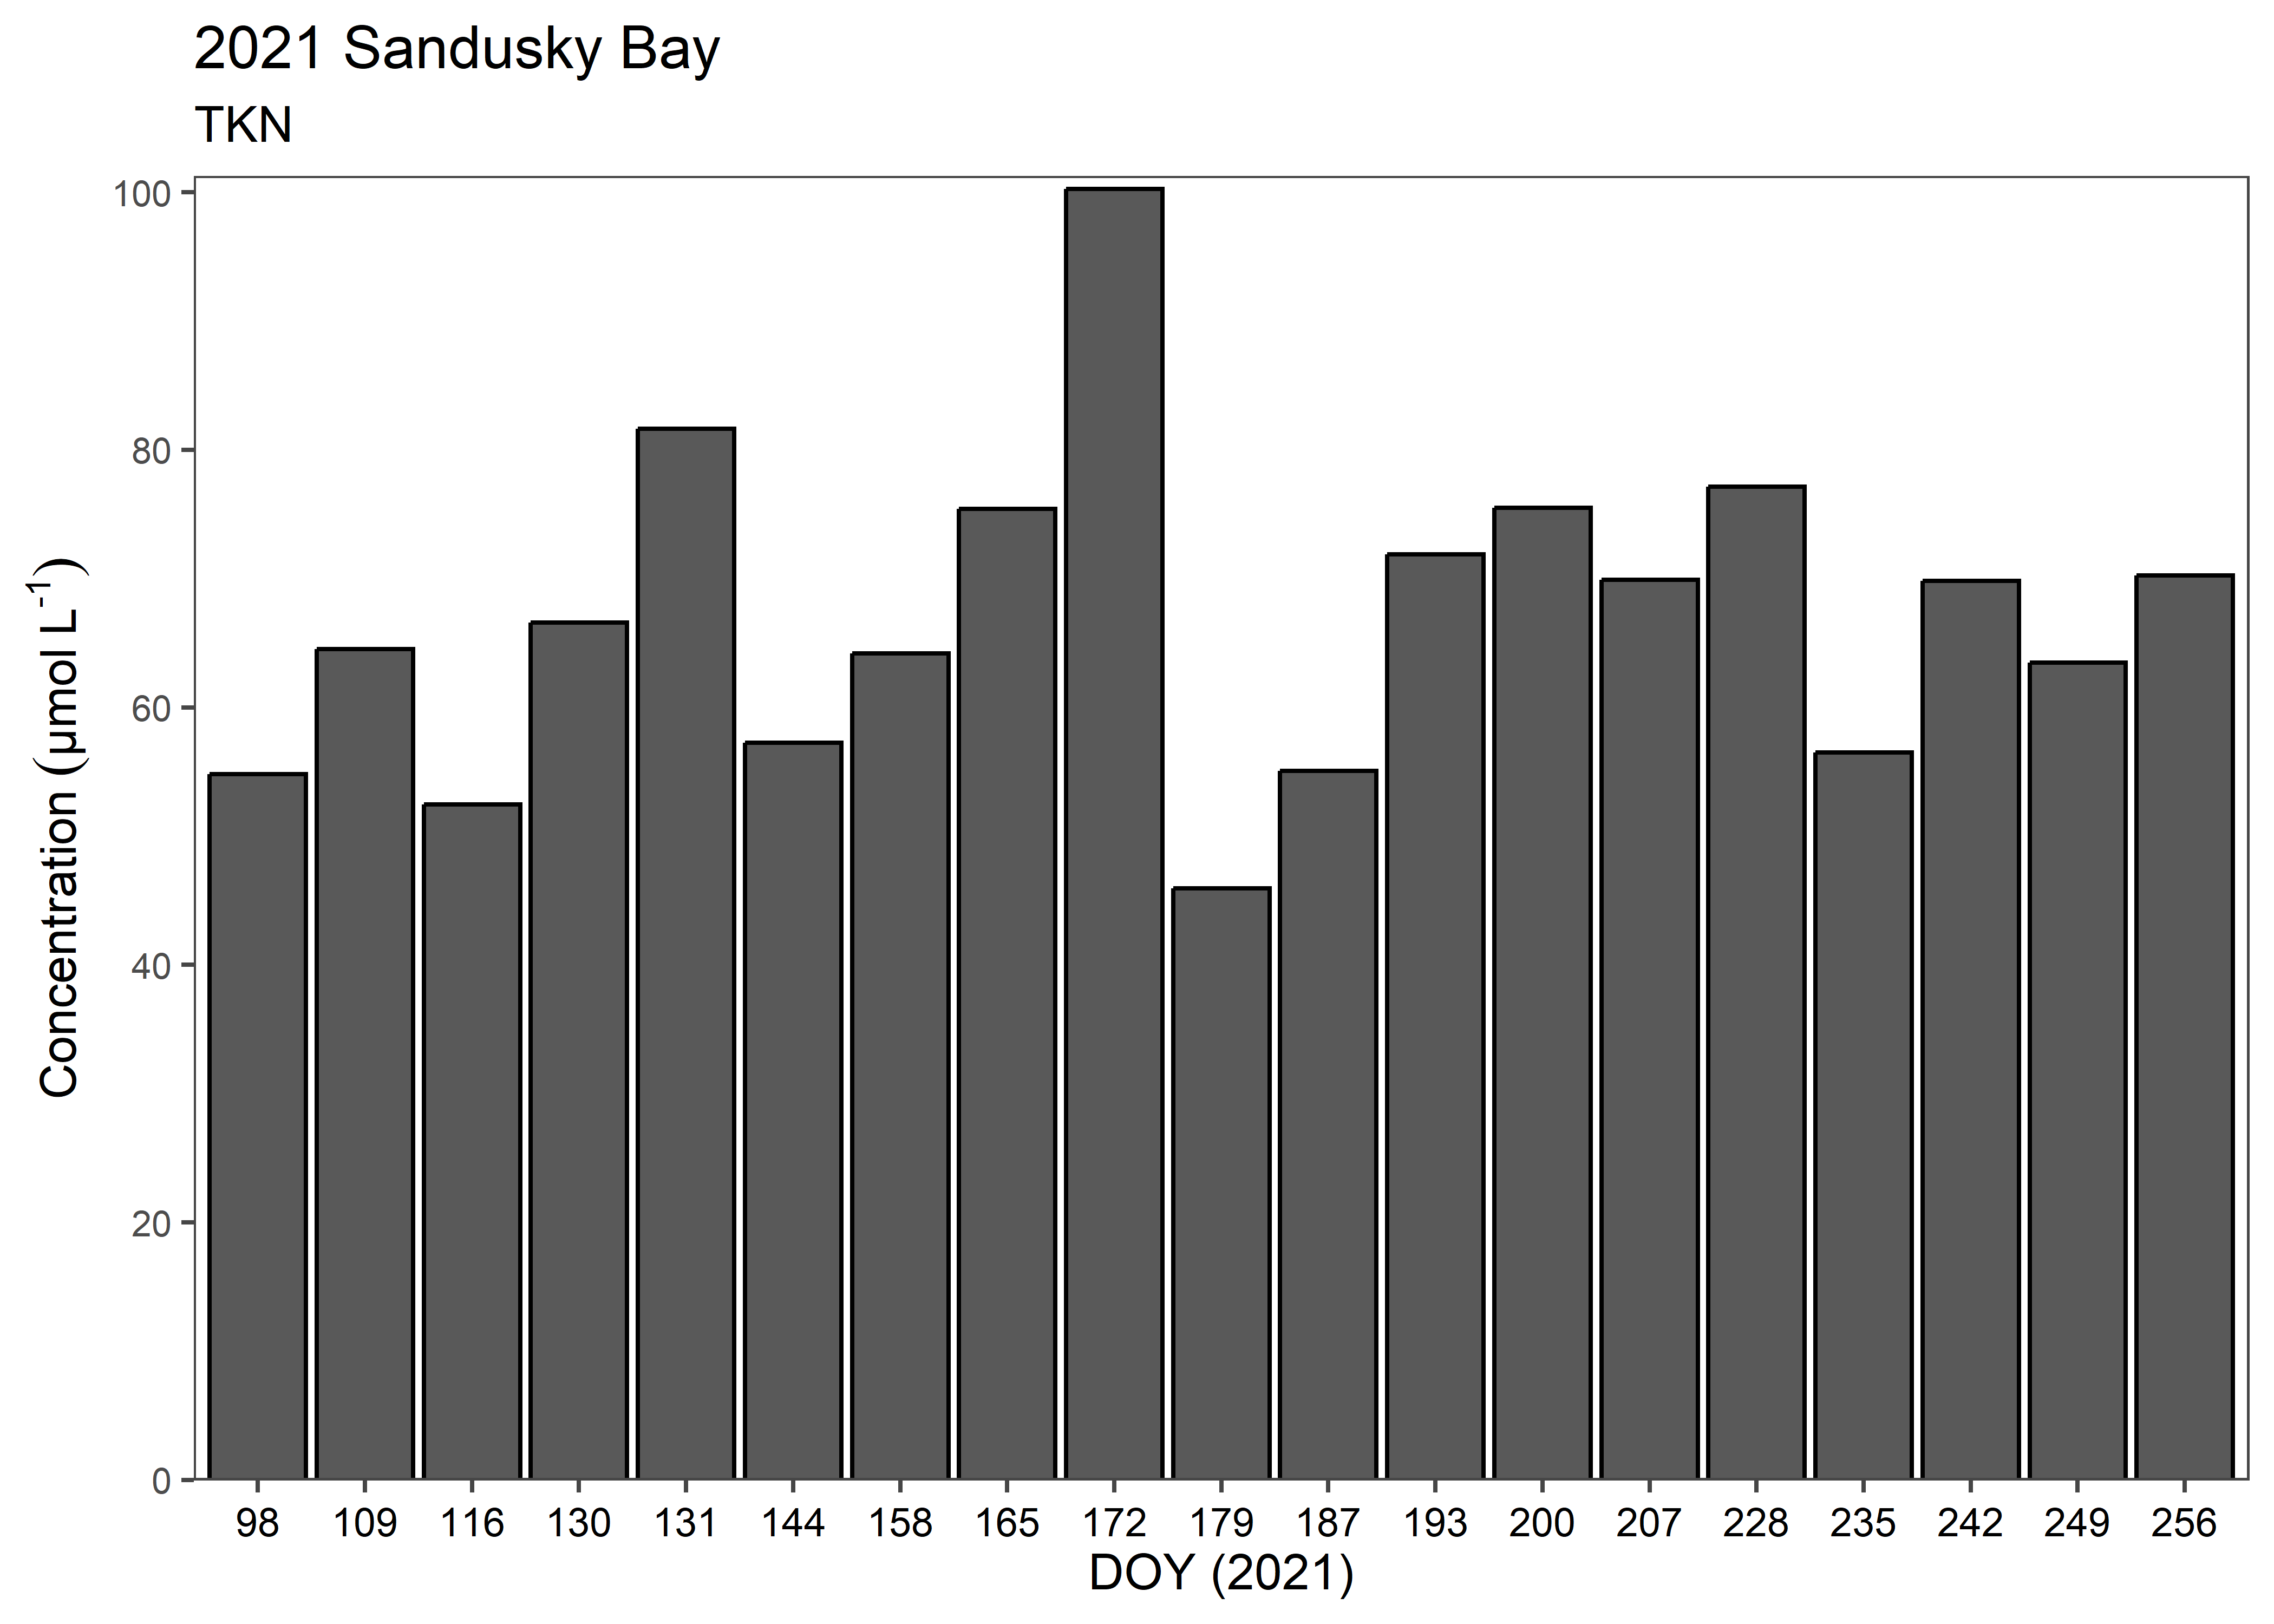 2021 Sandusky Bay
TKN
Concentration (µmol L⁻¹)
100
80
60
40
20
0
98 109 116 130 131 144 158 165 172 179 187 193 200 207 228 235 242 249 256
DOY (2021)